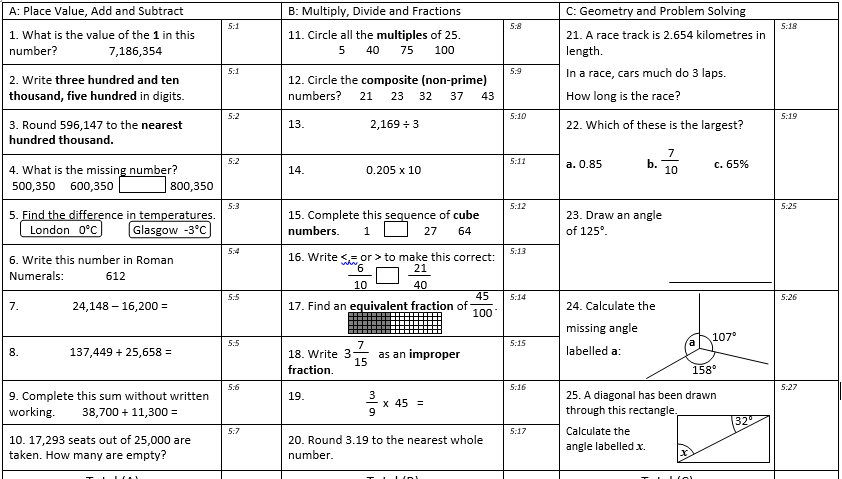 A: Place Value, Add and Subtract
1. What is the value of the 1 in this
number? 7,186,354
5:1
2. Write three hundred and ten
thousand, five hundred in digits.
5:1
3. Round 596,147 to the nearest
hundred thousand.
5:2
4. What is the missing number?
500,350 600,350 800,350
5:2
5. Find the difference in temperatures.
London 0°C Glasgow -3°C
5:3
6. Write this number in Roman
Numerals: 612
5:4
7. 24,148 – 16,200 =
5:5
8. 137,449 + 25,658 =
5:5
9. Complete this sum without written
working. 38,700 + 11,300 =
5:6
10. 17,293 seats out of 25,000 are
taken. How many are empty?
5:7
B: Multiply, Divide and Fractions
11. Circle all the multiples of 25.
5 40 75 100
5:8
12. Circle the composite (non-prime)
numbers? 21 23 32 37 43
5:9
13. 2,169 ÷ 3
5:10
14. 0.205 x 10
5:11
15. Complete this sequence of cube
numbers. 1 27 64
5:12
16. Write < = or > to make this correct:
6 21
10 40
5:13
17. Find an equivalent fraction of 45/100.
5:14
18. Write 3 7/15 as an improper
fraction.
5:15
19. 3/9 x 45 =
5:16
20. Round 3.19 to the nearest whole
number.
5:17
C: Geometry and Problem Solving
21. A race track is 2.654 kilometres in
length.
In a race, cars much do 3 laps.
How long is the race?
5:18
22. Which of these is the largest?
a. 0.85 b. 7/10 c. 65%
5:19
23. Draw an angle
of 125°.
5:25
24. Calculate the
missing angle
labelled a:
a 107°
158°
5:26
25. A diagonal has been drawn
through this rectangle.
Calculate the
angle labelled x.
32°
x
5:27